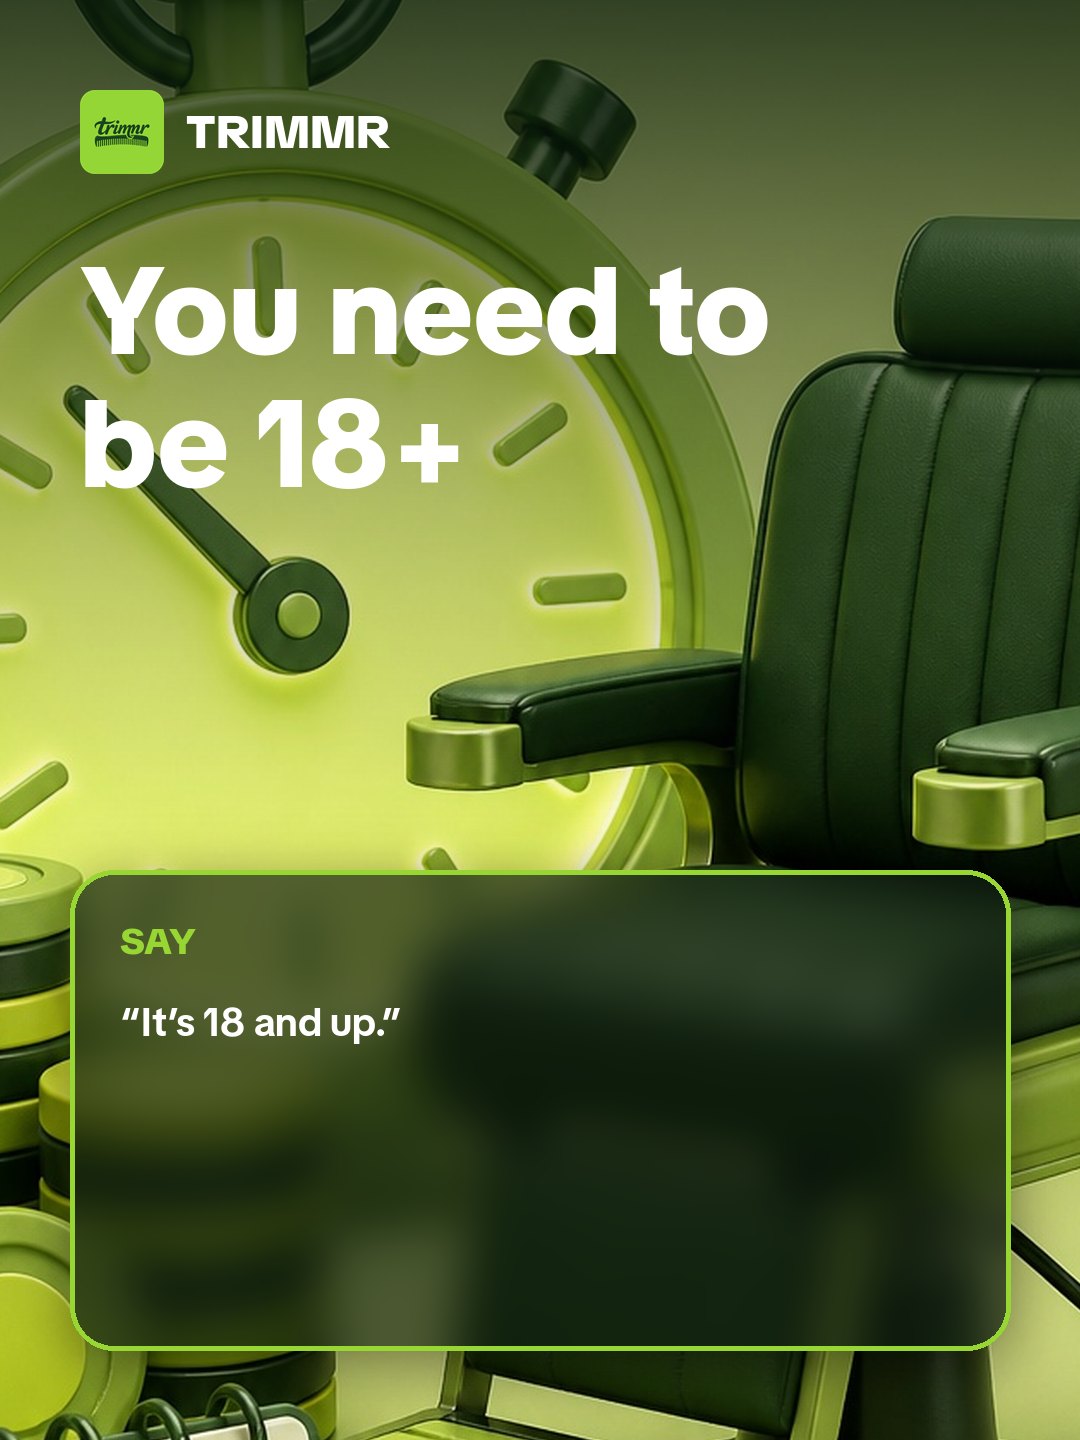 trimmr
TRIMMR
You need to
be 18+
SAY
“It’s 18 and up.”